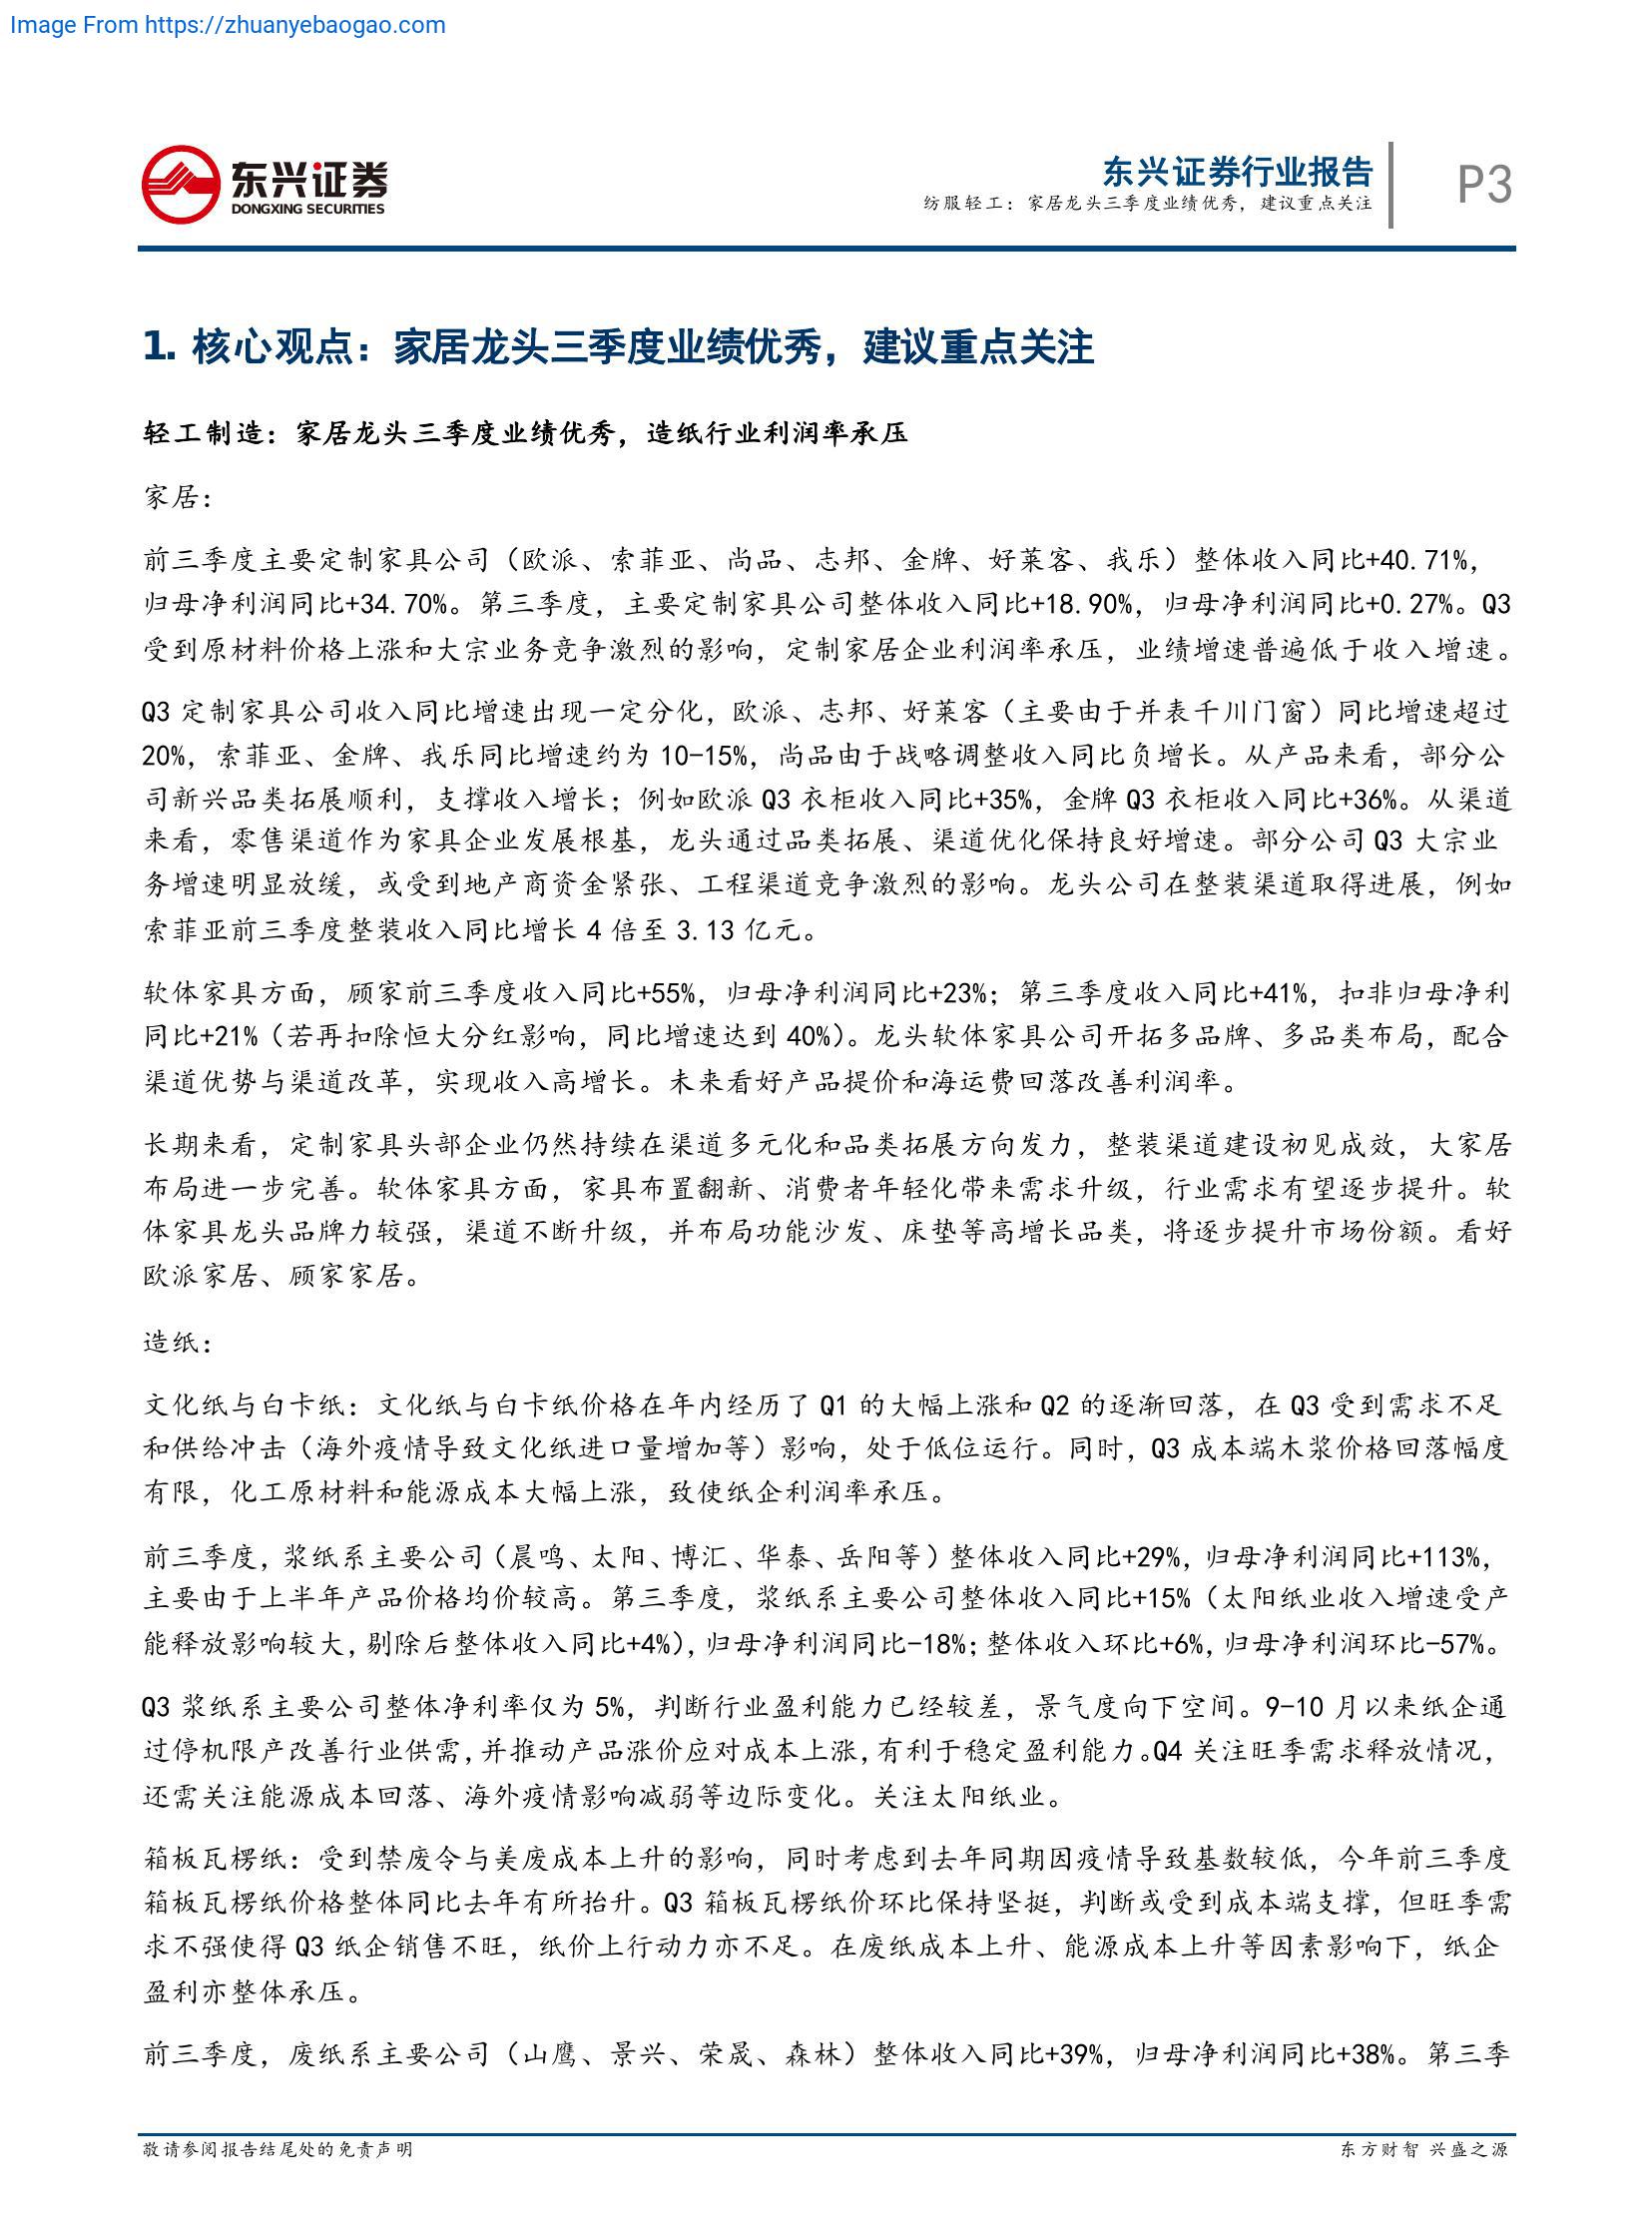 Image From https://zhuanyebaogao.com
东兴证券
DONGXING SECURITIES
东兴证券行业报告
纺服轻工：家居龙头三季度业绩优秀，建议重点关注
P3
1. 核心观点：家居龙头三季度业绩优秀，建议重点关注
轻工制造：家居龙头三季度业绩优秀，造纸行业利润率承压
家居：
前三季度主要定制家具公司（欧派、索菲亚、尚品、志邦、金牌、好莱客、我乐）整体收入同比+40.71%，
归母净利润同比+34.70%。第三季度，主要定制家具公司整体收入同比+18.90%，归母净利润同比+0.27%。Q3
受到原材料价格上涨和大宗业务竞争激烈的影响，定制家居企业利润率承压，业绩增速普遍低于收入增速。
Q3 定制家具公司收入同比增速出现一定分化，欧派、志邦、好莱客（主要由于并表千川门窗）同比增速超过
20%，索菲亚、金牌、我乐同比增速约为 10-15%，尚品由于战略调整收入同比负增长。从产品来看，部分公
司新兴品类拓展顺利，支撑收入增长；例如欧派 Q3 衣柜收入同比+35%，金牌 Q3 衣柜收入同比+36%。从渠道
来看，零售渠道作为家具企业发展根基，龙头通过品类拓展、渠道优化保持良好增速。部分公司 Q3 大宗业
务增速明显放缓，或受到地产商资金紧张、工程渠道竞争激烈的影响。龙头公司在整装渠道取得进展，例如
索菲亚前三季度整装收入同比增长 4 倍至 3.13 亿元。
软体家具方面，顾家前三季度收入同比+55%，归母净利润同比+23%；第三季度收入同比+41%，扣非归母净利
同比+21%（若再扣除恒大分红影响，同比增速达到 40%）。龙头软体家具公司开拓多品牌、多品类布局，配合
渠道优势与渠道改革，实现收入高增长。未来看好产品提价和海运费回落改善利润率。
长期来看，定制家具头部企业仍然持续在渠道多元化和品类拓展方向发力，整装渠道建设初见成效，大家居
布局进一步完善。软体家具方面，家具布置翻新、消费者年轻化带来需求升级，行业需求有望逐步提升。软
体家具龙头品牌力较强，渠道不断升级，并布局功能沙发、床垫等高增长品类，将逐步提升市场份额。看好
欧派家居、顾家家居。
造纸：
文化纸与白卡纸：文化纸与白卡纸价格在年内经历了 Q1 的大幅上涨和 Q2 的逐渐回落，在 Q3 受到需求不足
和供给冲击（海外疫情导致文化纸进口量增加等）影响，处于低位运行。同时，Q3 成本端木浆价格回落幅度
有限，化工原材料和能源成本大幅上涨，致使纸企利润率承压。
前三季度，浆纸系主要公司（晨鸣、太阳、博汇、华泰、岳阳等）整体收入同比+29%，归母净利润同比+113%，
主要由于上半年产品价格均价较高。第三季度，浆纸系主要公司整体收入同比+15%（太阳纸业收入增速受产
能释放影响较大，剔除后整体收入同比+4%），归母净利润同比-18%；整体收入环比+6%，归母净利润环比-57%。
Q3 浆纸系主要公司整体净利率仅为 5%，判断行业盈利能力已经较差，景气度向下空间。9-10 月以来纸企通
过停机限产改善行业供需，并推动产品涨价应对成本上涨，有利于稳定盈利能力。Q4 关注旺季需求释放情况，
还需关注能源成本回落、海外疫情影响减弱等边际变化。关注太阳纸业。
箱板瓦楞纸：受到禁废令与美废成本上升的影响，同时考虑到去年同期因疫情导致基数较低，今年前三季度
箱板瓦楞纸价格整体同比去年有所抬升。Q3 箱板瓦楞纸价环比保持坚挺，判断或受到成本端支撑，但旺季需
求不强使得 Q3 纸企销售不旺，纸价上行动力亦不足。在废纸成本上升、能源成本上升等因素影响下，纸企
盈利亦整体承压。
前三季度，废纸系主要公司（山鹰、景兴、荣晟、森林）整体收入同比+39%，归母净利润同比+38%。第三季
敬请参阅报告结尾处的免责声明
东方财智 兴盛之源